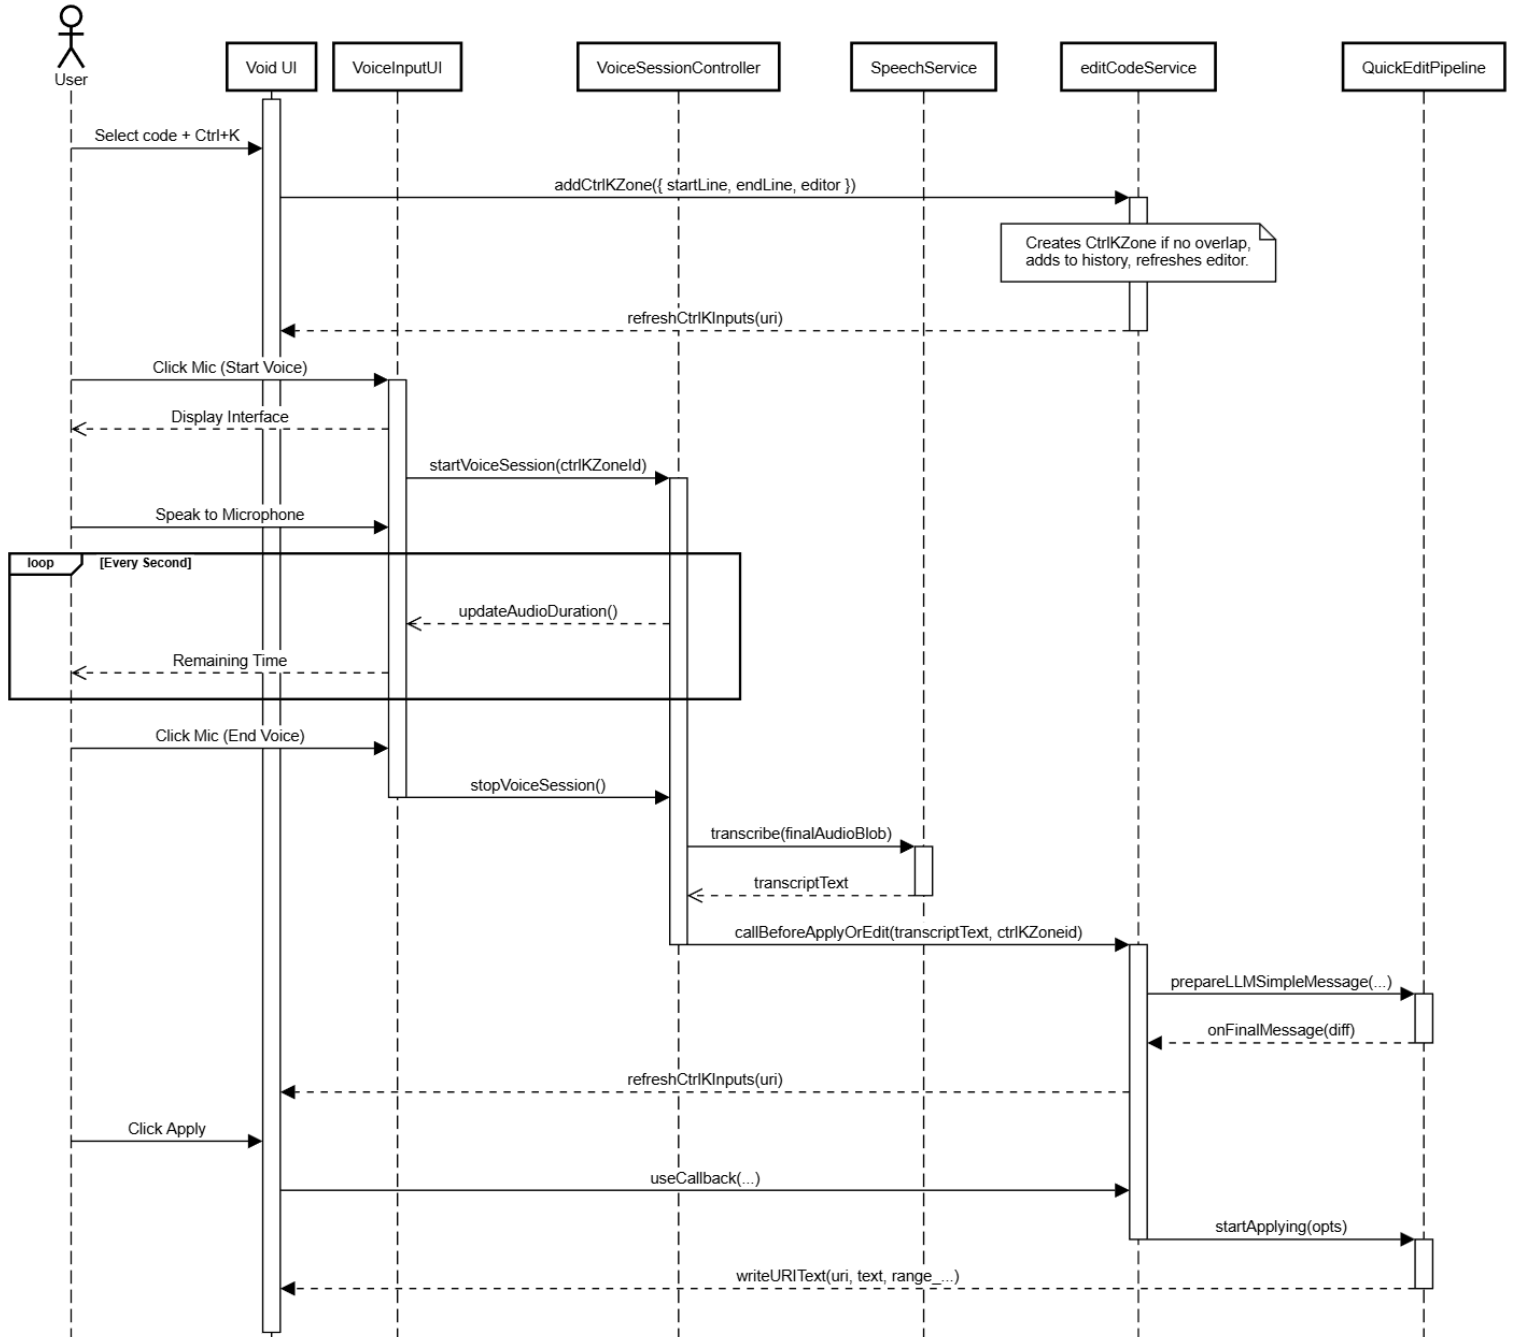 User
Void UI
VoiceInputUI
VoiceSessionController
SpeechService
editCodeService
QuickEditPipeline
Select code + Ctrl+K
addCtrlKZone({ startLine, endLine, editor })
Creates CtrlKZone if no overlap,
adds to history, refreshes editor.
refreshCtrlKInputs(uri)
Click Mic (Start Voice)
Display Interface
startVoiceSession(ctrlKZoneId)
Speak to Microphone
loop
[Every Second]
updateAudioDuration()
Remaining Time
Click Mic (End Voice)
stopVoiceSession()
transcribe(finalAudioBlob)
transcriptText
callBeforeApplyOrEdit(transcriptText, ctrlKZoneid)
prepareLLMSimpleMessage(...)
onFinalMessage(diff)
refreshCtrlKInputs(uri)
Click Apply
useCallback(...)
startApplying(opts)
writeURIText(uri, text, range_...)